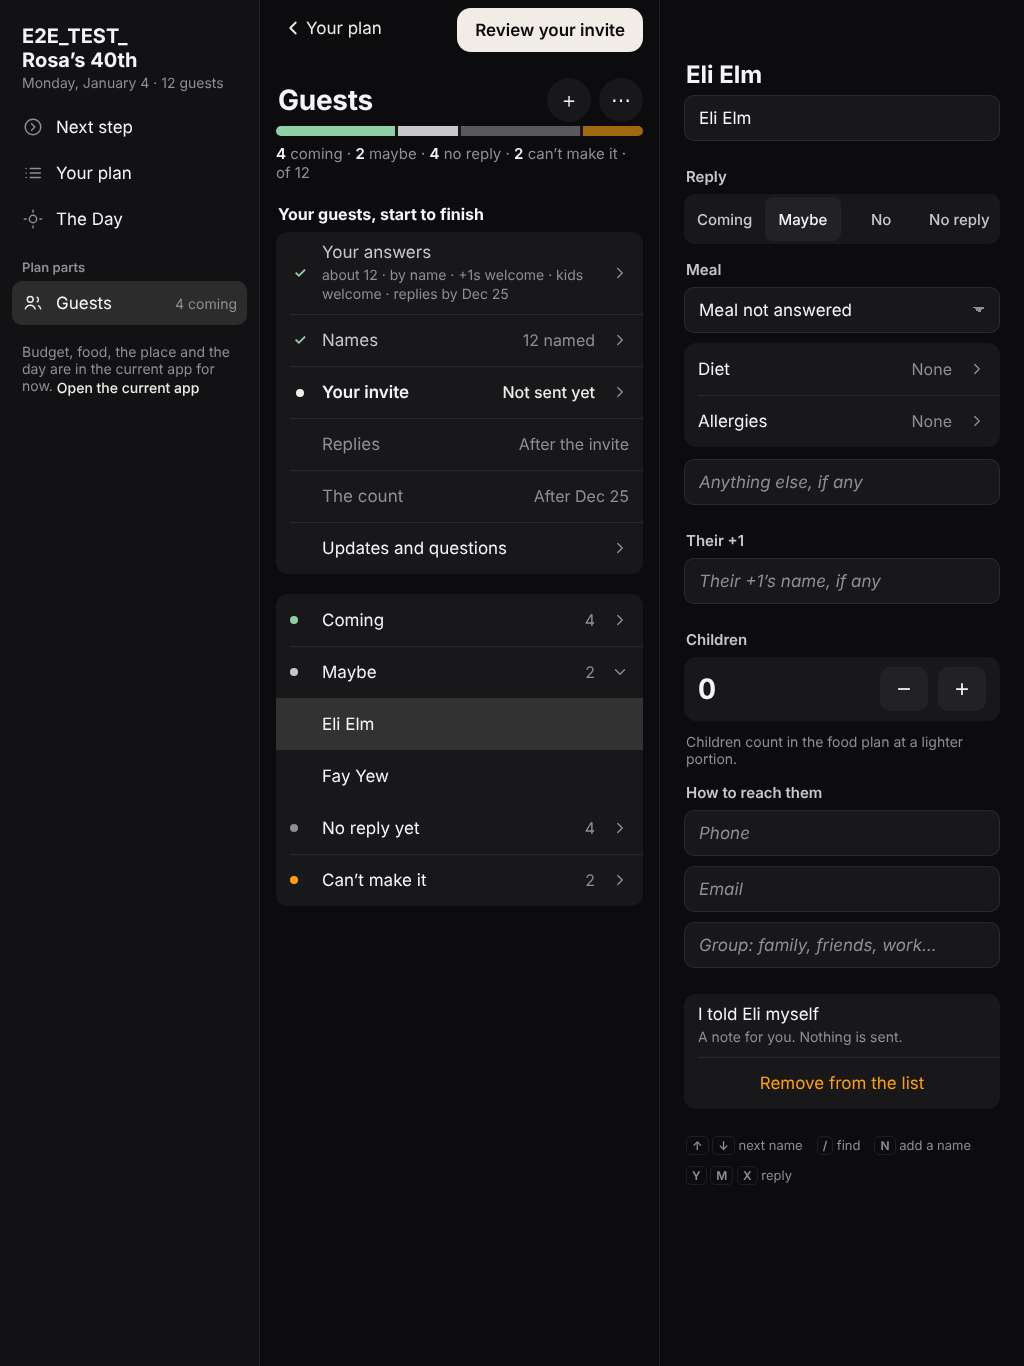 E2E_TEST_
Rosa’s 40th
Monday, January 4 · 12 guests
Next step
Your plan
The Day
Plan parts
Guests 4 coming
Budget, food, the place and the
day are in the current app for
now. Open the current app
Your plan
Review your invite
Guests
+ ···
4 coming · 2 maybe · 4 no reply · 2 can’t make it ·
of 12
Your guests, start to finish
Your answers
about 12 · by name · +1s welcome · kids
welcome · replies by Dec 25
Names 12 named
Your invite Not sent yet
Replies After the invite
The count After Dec 25
Updates and questions
Coming 4
Maybe 2
Eli Elm
Fay Yew
No reply yet 4
Can’t make it 2
Eli Elm
Eli Elm
Reply
Coming Maybe No No reply
Meal
Meal not answered
Diet None
Allergies None
Anything else, if any
Their +1
Their +1’s name, if any
Children
0 − +
Children count in the food plan at a lighter
portion.
How to reach them
Phone
Email
Group: family, friends, work…
I told Eli myself
A note for you. Nothing is sent.
Remove from the list
↑ ↓ next name / find N add a name
Y M X reply